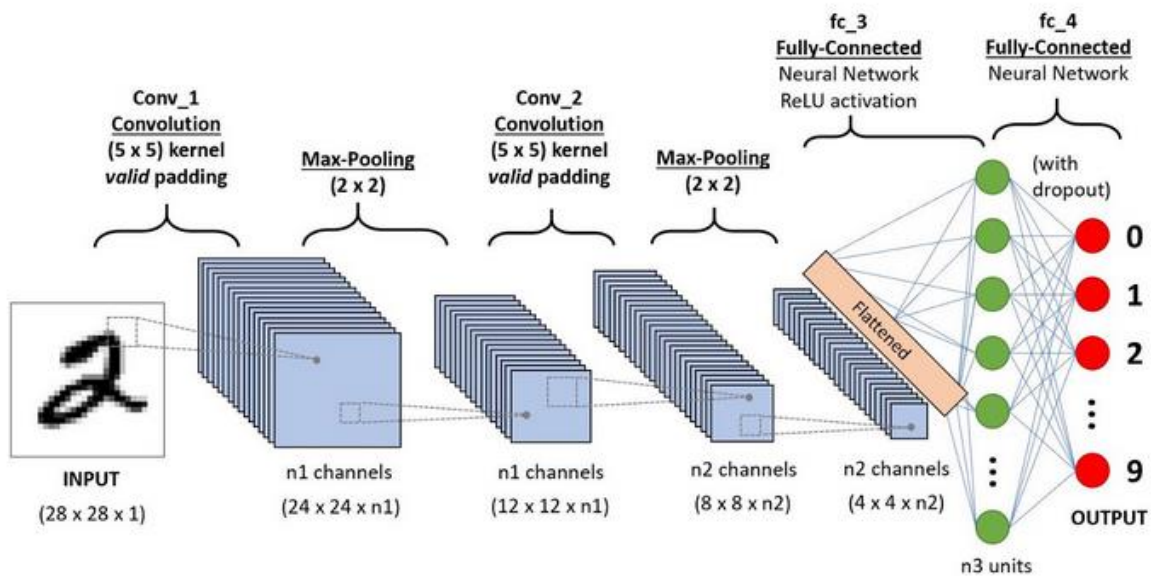 fc_3
Fully-Connected
Neural Network
ReLU activation
fc_4
Fully-Connected
Neural Network
Conv_1
Convolution
(5 x 5) kernel
valid padding
Max-Pooling
(2 x 2)
Conv_2
Convolution
(5 x 5) kernel
valid padding
Max-Pooling
(2 x 2)
(with
dropout)
Flattened
0
1
2
9
2
INPUT
(28 x 28 x 1)
n1 channels
(24 x 24 x n1)
n1 channels
(12 x 12 x n1)
n2 channels
(8 x 8 x n2)
n2 channels
(4 x 4 x n2)
n3 units
OUTPUT